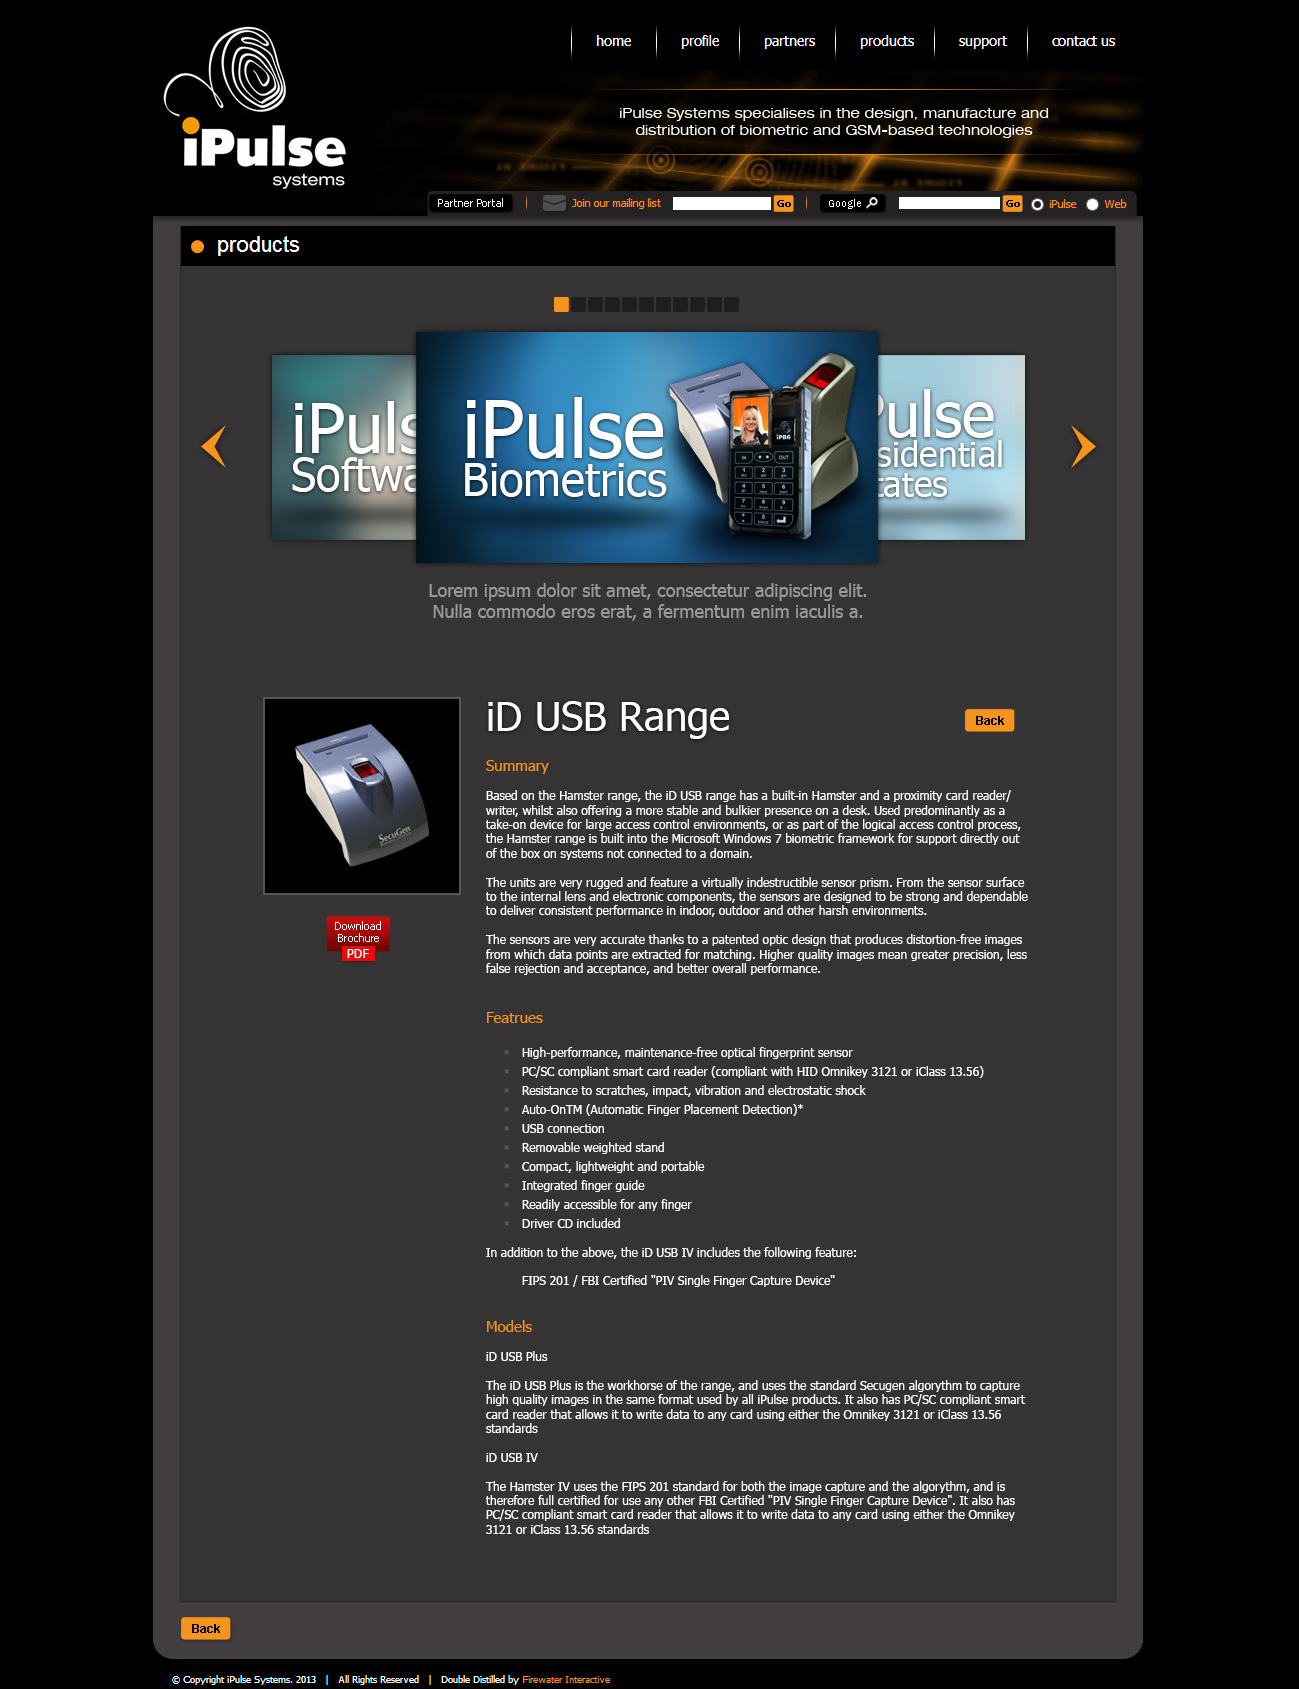 home
profile
partners
products
support
contact us
iPulse
systems
iPulse Systems specialises in the design, manufacture and
distribution of biometric and GSM-based technologies
Partner Portal
Join our mailing list
Go
Google
Go
iPulse
Web
products
iPuls
Softwa
iPulse
Biometrics
iPB6
IN
OUT
Pulse
sidential
tates
Lorem ipsum dolor sit amet, consectetur adipiscing elit.
Nulla commodo eros erat, a fermentum enim iaculis a.
SecuGen
Download
Brochure
PDF
iD USB Range
Back
Summary
Based on the Hamster range, the iD USB range has a built-in Hamster and a proximity card reader/
writer, whilst also offering a more stable and bulkier presence on a desk. Used predominantly as a
take-on device for large access control environments, or as part of the logical access control process,
the Hamster range is built into the Microsoft Windows 7 biometric framework for support directly out
of the box on systems not connected to a domain.
The units are very rugged and feature a virtually indestructible sensor prism. From the sensor surface
to the internal lens and electronic components, the sensors are designed to be strong and dependable
to deliver consistent performance in indoor, outdoor and other harsh environments.
The sensors are very accurate thanks to a patented optic design that produces distortion-free images
from which data points are extracted for matching. Higher quality images mean greater precision, less
false rejection and acceptance, and better overall performance.
Featrues
High-performance, maintenance-free optical fingerprint sensor
PC/SC compliant smart card reader (compliant with HID Omnikey 3121 or iClass 13.56)
Resistance to scratches, impact, vibration and electrostatic shock
Auto-OnTM (Automatic Finger Placement Detection)*
USB connection
Removable weighted stand
Compact, lightweight and portable
Integrated finger guide
Readily accessible for any finger
Driver CD included
In addition to the above, the iD USB IV includes the following feature:
FIPS 201 / FBI Certified "PIV Single Finger Capture Device"
Models
iD USB Plus
The iD USB Plus is the workhorse of the range, and uses the standard Secugen algorythm to capture
high quality images in the same format used by all iPulse products. It also has PC/SC compliant smart
card reader that allows it to write data to any card using either the Omnikey 3121 or iClass 13.56
standards
iD USB IV
The Hamster IV uses the FIPS 201 standard for both the image capture and the algorythm, and is
therefore full certified for use any other FBI Certified "PIV Single Finger Capture Device". It also has
PC/SC compliant smart card reader that allows it to write data to any card using either the Omnikey
3121 or iClass 13.56 standards
Back
© Copyright iPulse Systems. 2013 | All Rights Reserved | Double Distilled by Firewater Interactive